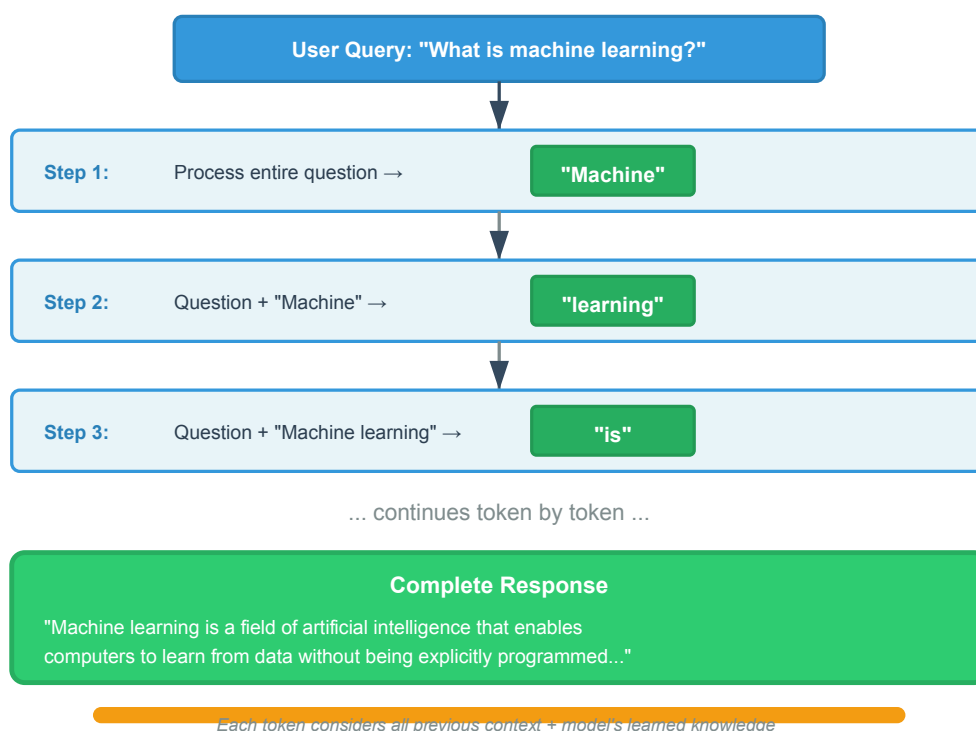 User Query: "What is machine learning?"
Step 1: Process entire question → "Machine"
Step 2: Question + "Machine" → "learning"
Step 3: Question + "Machine learning" → "is"
... continues token by token ...
Complete Response
"Machine learning is a field of artificial intelligence that enables
computers to learn from data without being explicitly programmed..."
Each token considers all previous context + model's learned knowledge